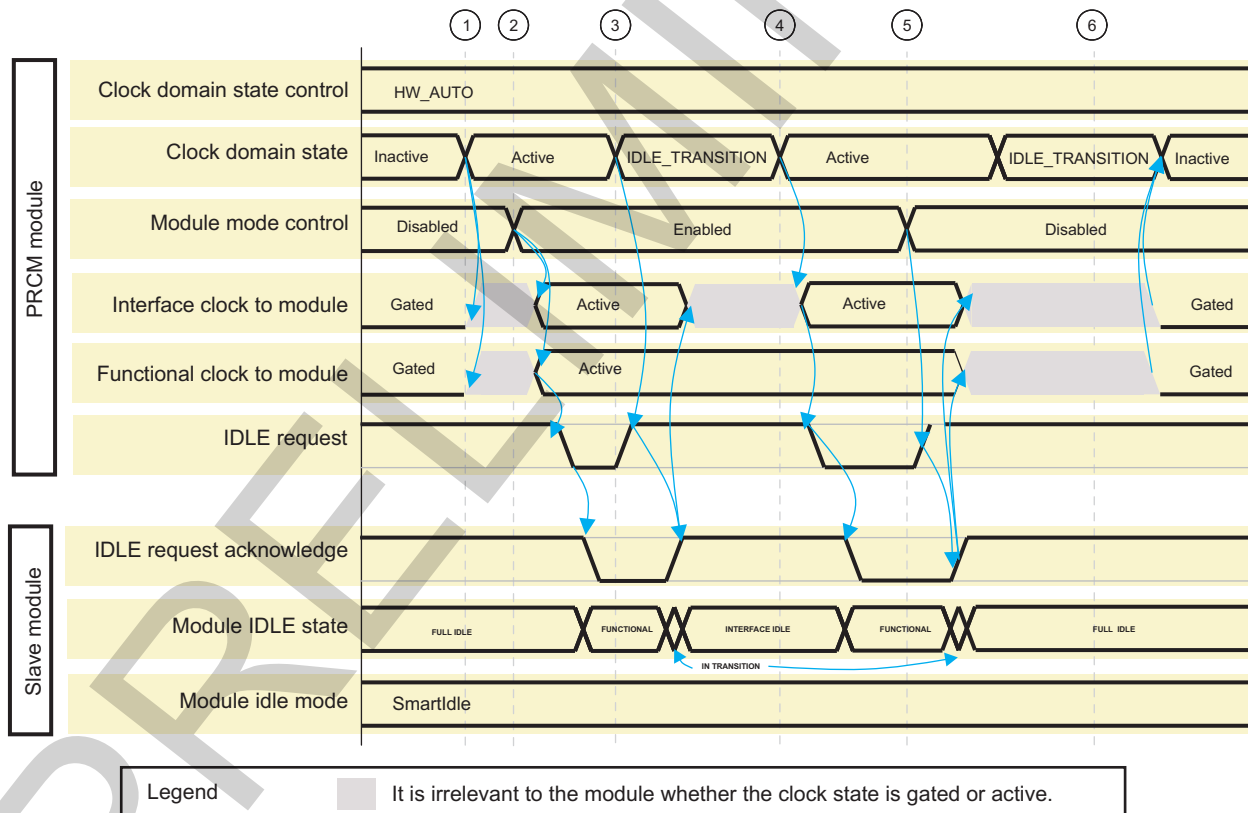 1 2 3 4 5 6
PRCM module
Clock domain state control
HW_AUTO
Clock domain state
Inactive Active IDLE_TRANSITION Active IDLE_TRANSITION Inactive
Module mode control
Disabled Enabled Disabled
Interface clock to module
Gated Active Active Gated
Functional clock to module
Gated Active Gated
IDLE request
Slave module
IDLE request acknowledge
Module IDLE state
FULL IDLE FUNCTIONAL INTERFACE IDLE FUNCTIONAL FULL IDLE
IN TRANSITION
Module idle mode
SmartIdle
Legend
It is irrelevant to the module whether the clock state is gated or active.
PRELIMI